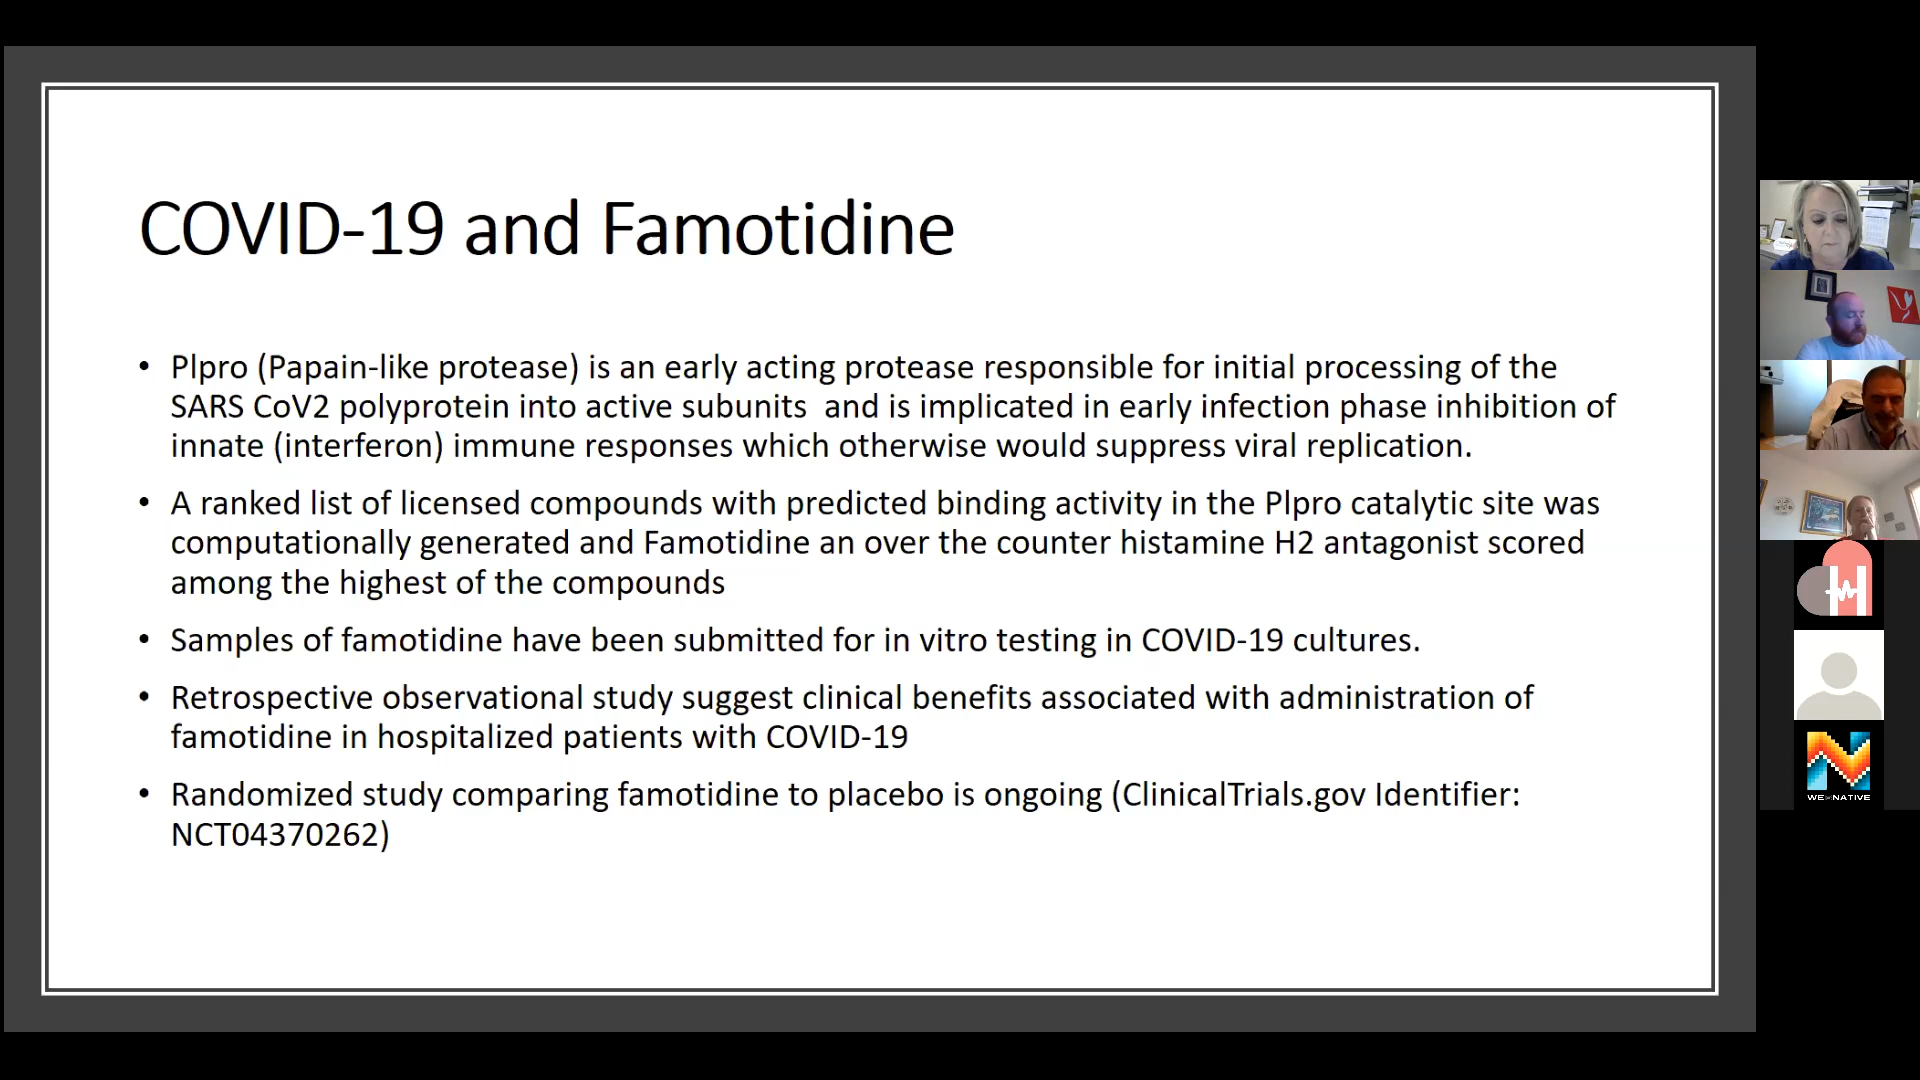 COVID-19 and Famotidine
• Plpro (Papain-like protease) is an early acting protease responsible for initial processing of the
SARS CoV2 polyprotein into active subunits  and is implicated in early infection phase inhibition of
innate (interferon) immune responses which otherwise would suppress viral replication.
• A ranked list of licensed compounds with predicted binding activity in the Plpro catalytic site was
computationally generated and Famotidine an over the counter histamine H2 antagonist scored
among the highest of the compounds
• Samples of famotidine have been submitted for in vitro testing in COVID-19 cultures.
• Retrospective observational study suggest clinical benefits associated with administration of
famotidine in hospitalized patients with COVID-19
• Randomized study comparing famotidine to placebo is ongoing (ClinicalTrials.gov Identifier:
NCT04370262)
H
N
NATIVE